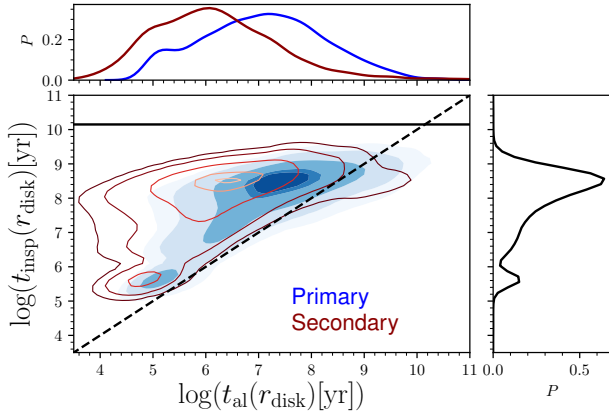 P
0.2
0.0
log(t_insp(r_disk)[yr])
11
10
9
8
7
6
5
4
Primary
Secondary
4 5 6 7 8 9 10 11
log(t_al(r_disk)[yr])
0.0 0.5
P